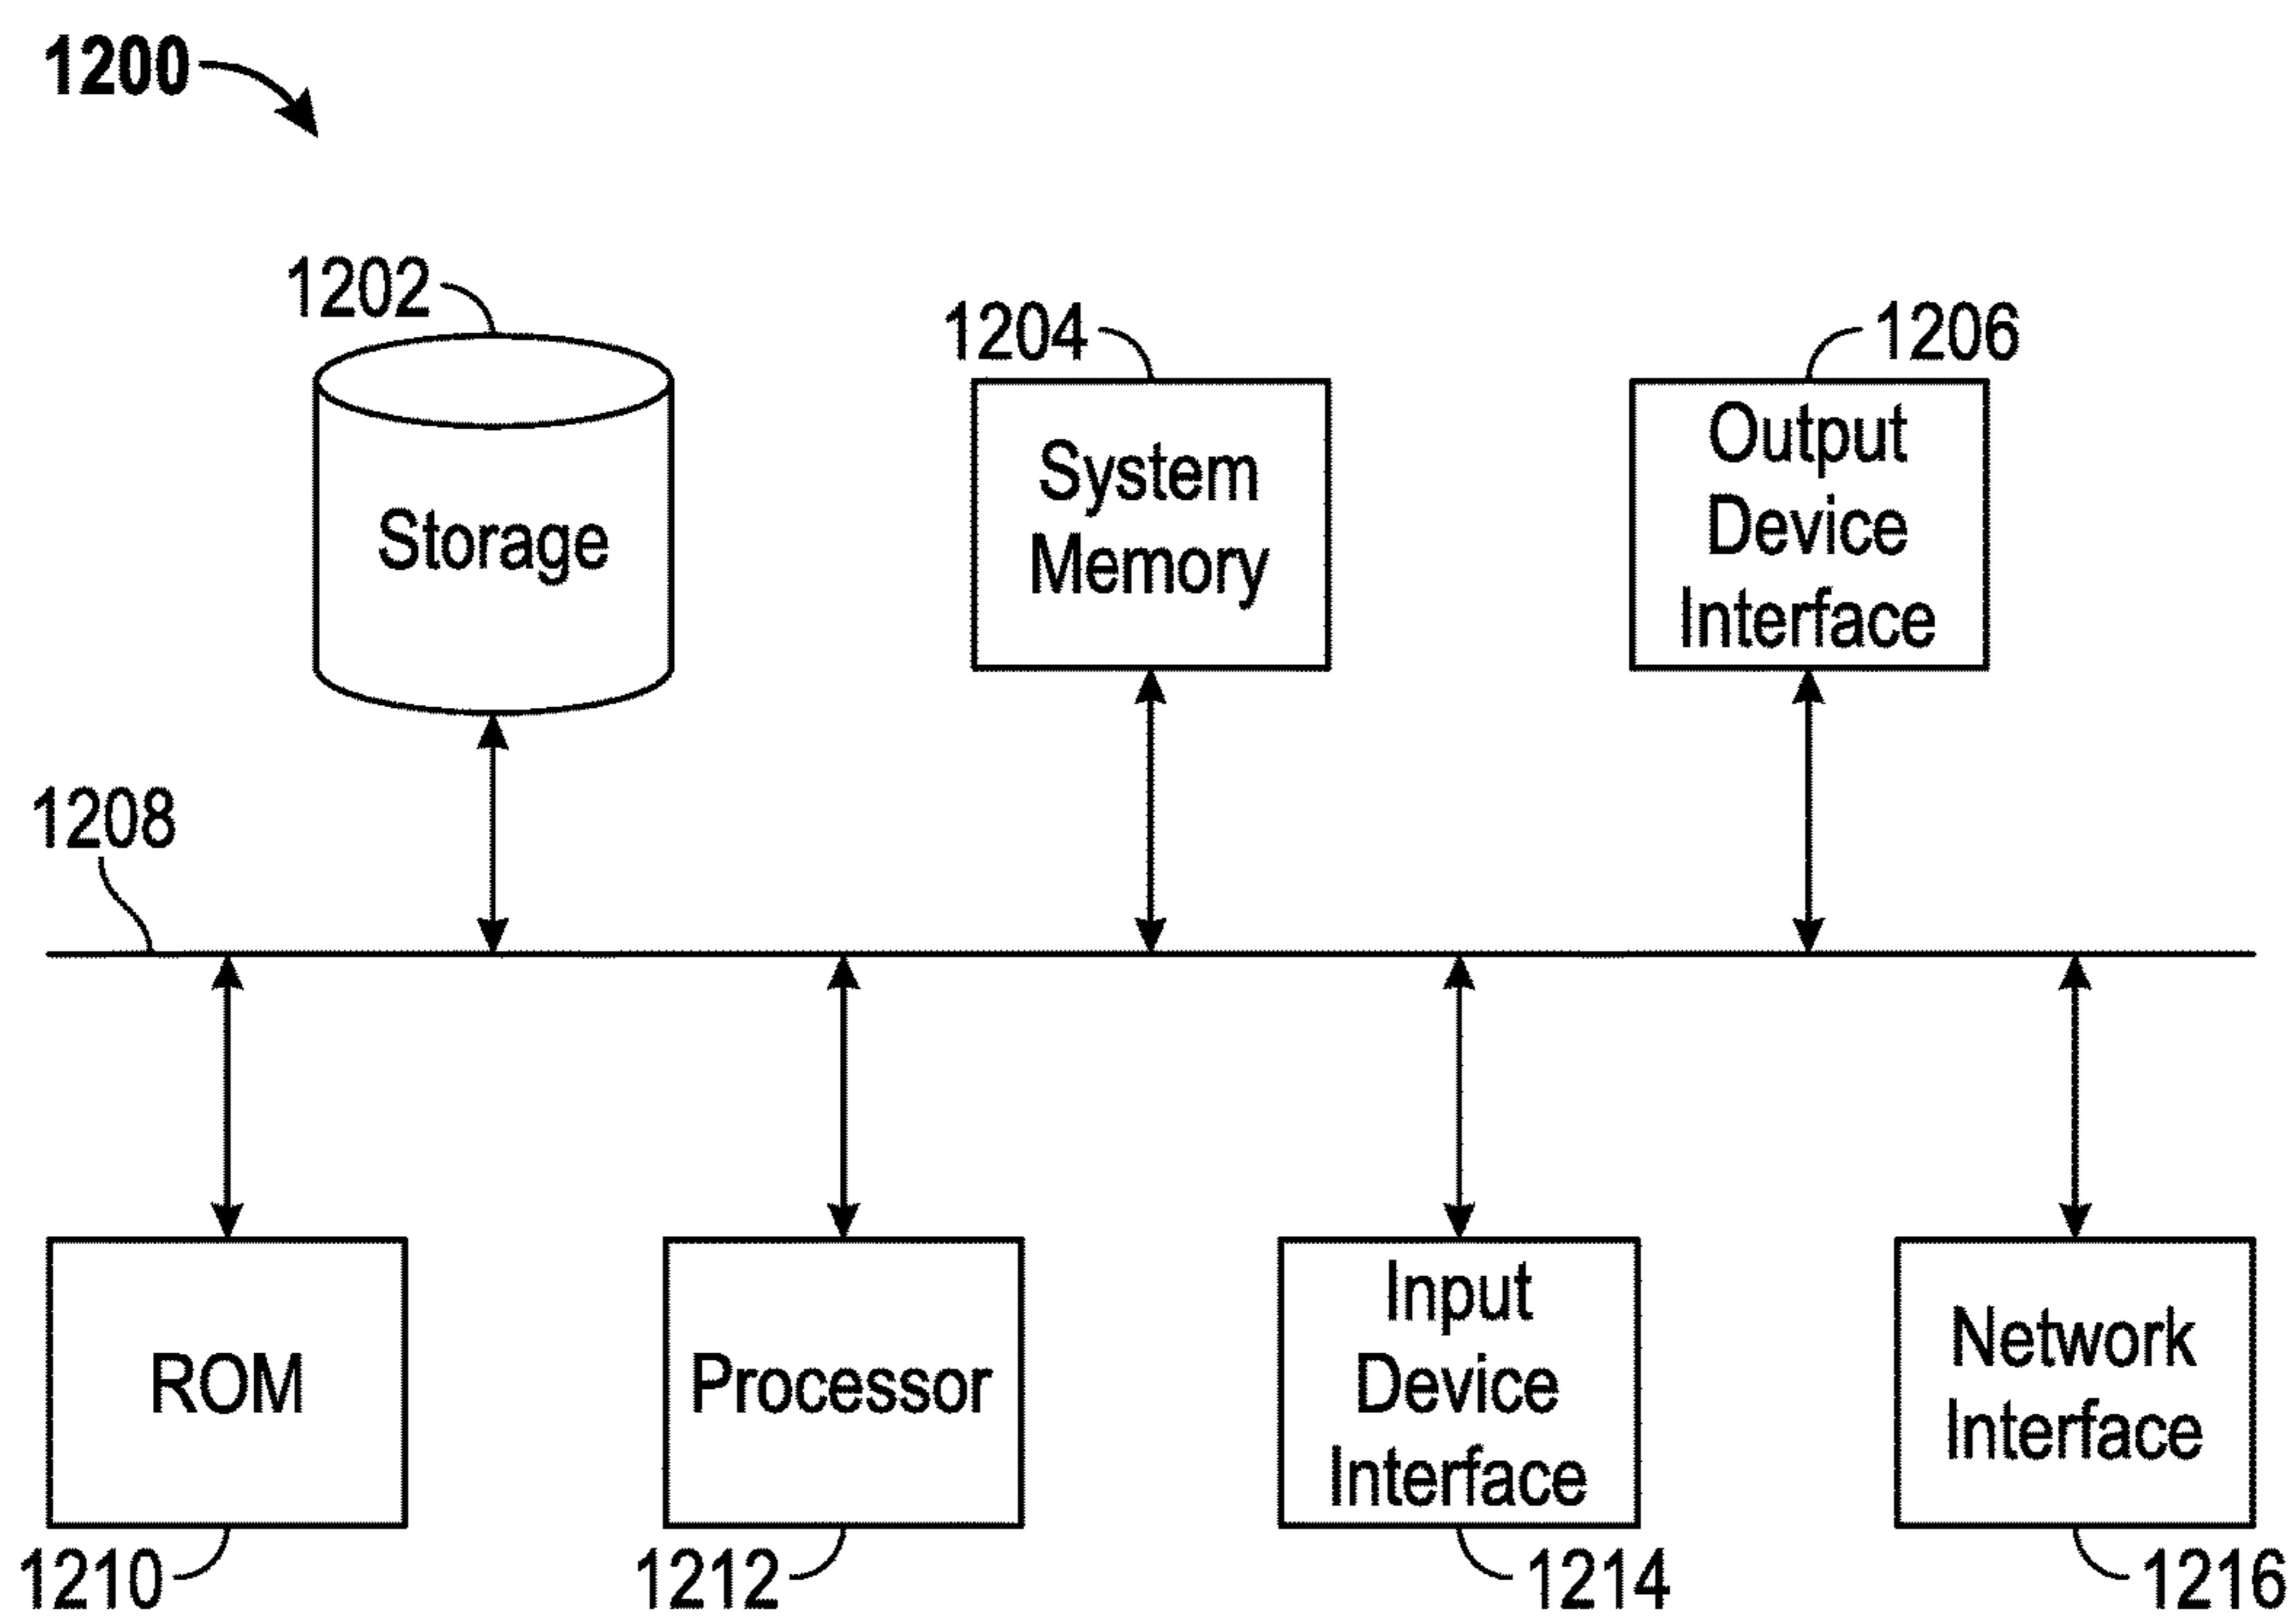 1200
1202
1204
1206
Storage
System
Memory
Output
Device
Interface
1208
ROM
Processor
Input
Device
Interface
Network
Interface
1210
1212
1214
1216